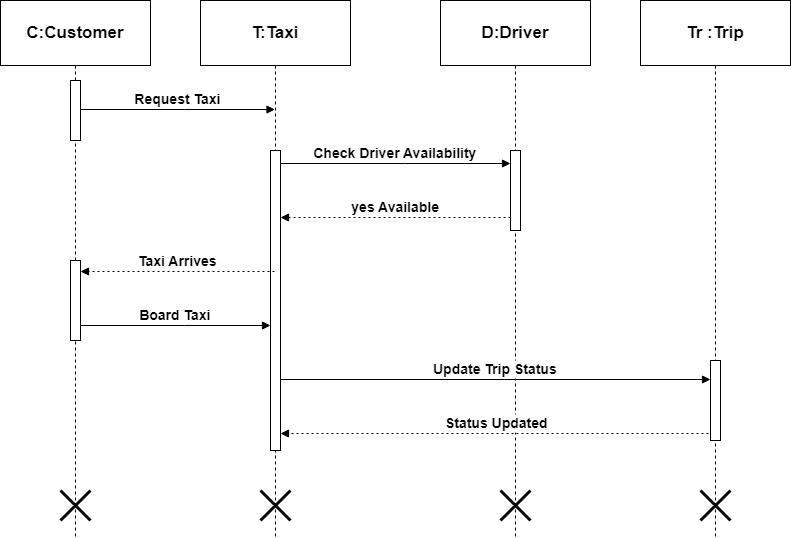 C:Customer
T:Taxi
D:Driver
Tr :Trip
Request Taxi
Check Driver Availability
yes Available
Taxi Arrives
Board Taxi
Update Trip Status
Status Updated